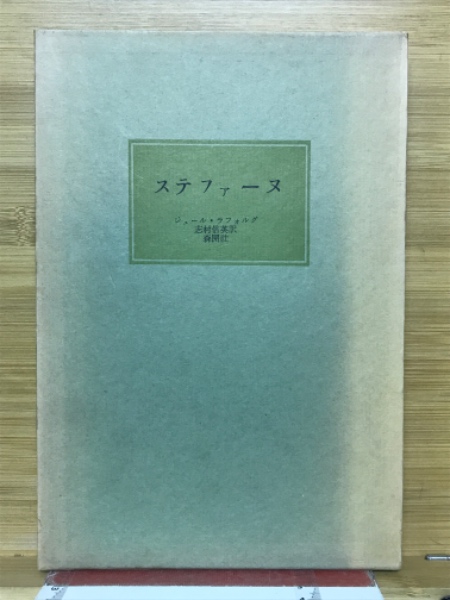 ステファーヌ
ジュール・ラフォルグ
志村信英訳
森開社